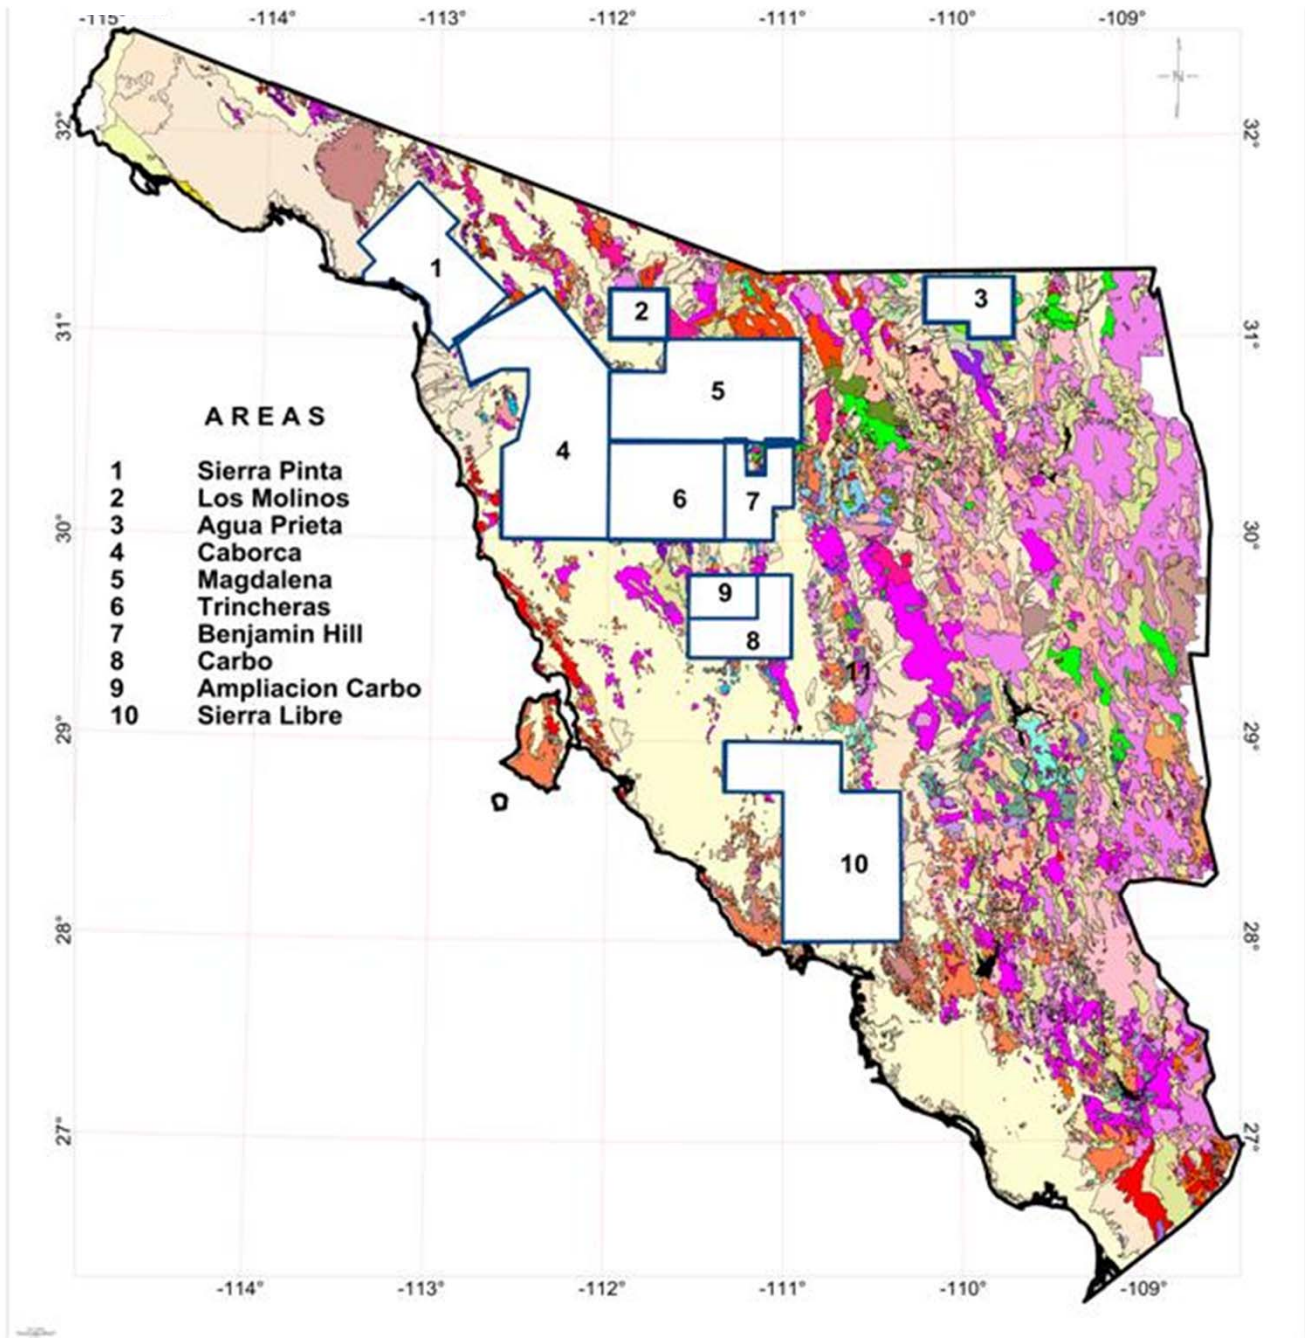 -115° -114° -113° -112° -111° -110° -109°
N
32° 32°
1
2
3
31° 31°
5
4
6
7
30° 30°
9
8
11
29° 29°
10
28° 28°
27° 27°
AREAS
1 Sierra Pinta
2 Los Molinos
3 Agua Prieta
4 Caborca
5 Magdalena
6 Trincheras
7 Benjamin Hill
8 Carbo
9 Ampliacion Carbo
10 Sierra Libre
-114° -113° -112° -111° -110° -109°